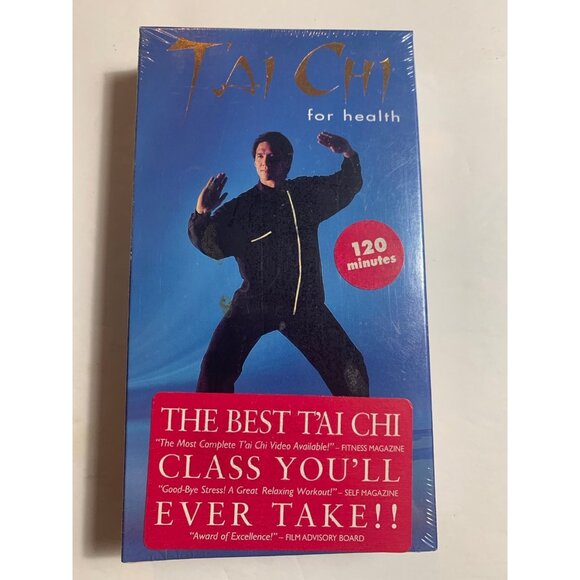 T'AI CHI
for health
120
minutes
THE BEST T'AI CHI
"The Most Complete T'ai Chi Video Available!" – FITNESS MAGAZINE
CLASS YOU'LL
"Good-Bye Stress! A Great Relaxing Workout!" – SELF MAGAZINE
EVER TAKE!!
"Award of Excellence!" – FILM ADVISORY BOARD